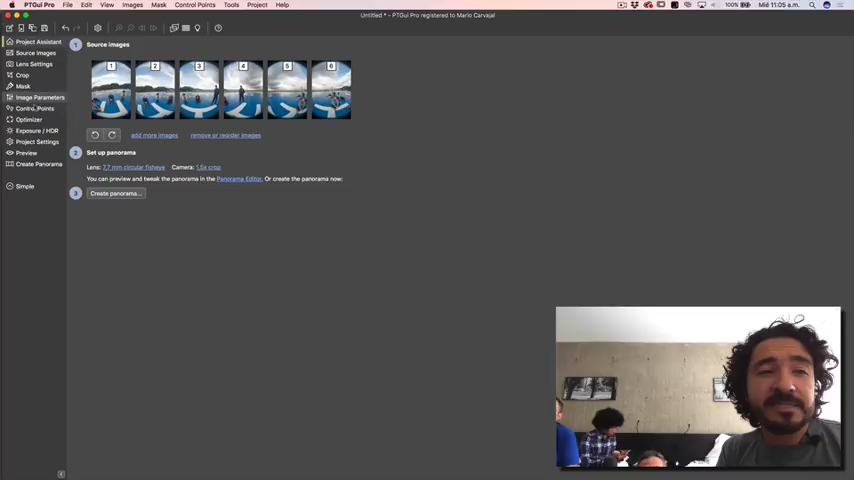 PTGui Pro File Edit View Images Mask Control Points Tools Project Help 100% Mié 11:05 a.m.
Untitled * - PTGui Pro registered to Mario Carvajal
Project Assistant
Source Images
Lens Settings
Crop
Mask
Image Parameters
Control Points
Optimizer
Exposure / HDR
Project Settings
Preview
Create Panorama
Simple
1 Source images
1 2 3 4 5 6
add more images remove or reorder images
2 Set up panorama
Lens: 7.7 mm circular fisheye Camera: 1.5x crop
You can preview and tweak the panorama in the Panorama Editor. Or create the panorama now:
3 Create panorama...